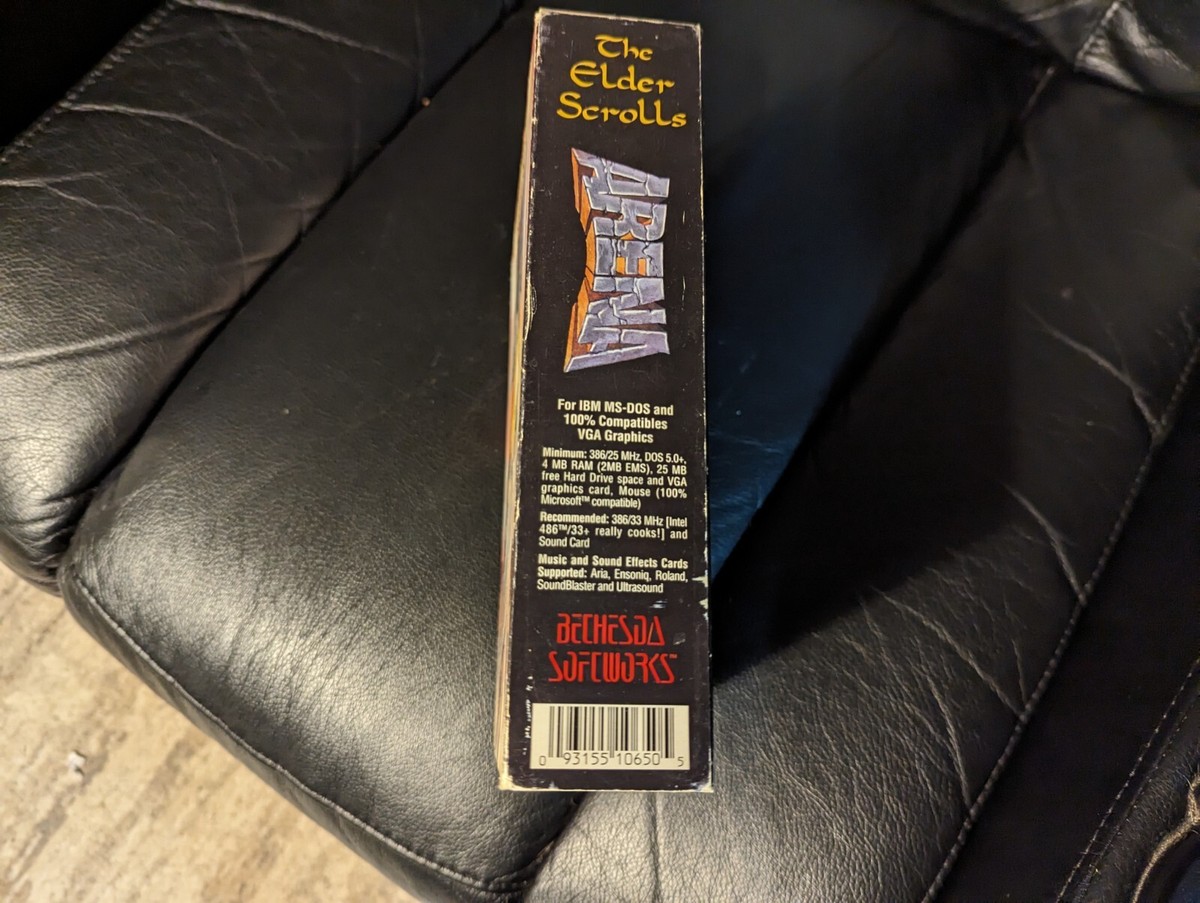 The
Elder
Scrolls
ARENA
For IBM MS-DOS and
100% Compatibles
VGA Graphics
Minimum: 386/25 MHz, DOS 5.0+,
4 MB RAM (2MB EMS), 25 MB
free Hard Drive space and VGA
graphics card, Mouse (100%
Microsoft™ compatible)
Recommended: 386/33 MHz [Intel
486™/33+ really cooks!] and
Sound Card
Music and Sound Effects Cards
Supported: Aria, Ensoniq, Roland,
SoundBlaster and Ultrasound
BETHESDA
SOFTWORKS™
0 93155 10650 5